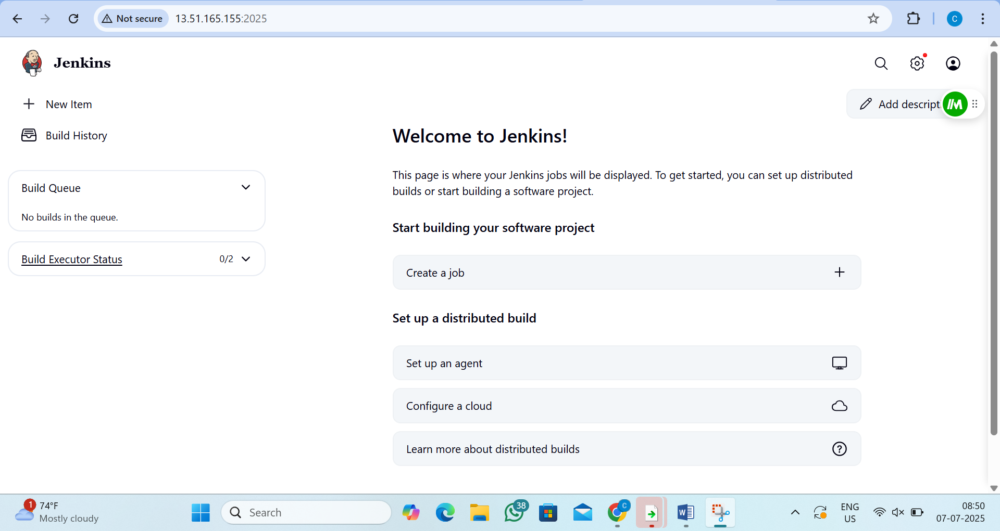 Not secure
13.51.165.155:2025
C
Jenkins
New Item
Add descript
Build History
Welcome to Jenkins!
This page is where your Jenkins jobs will be displayed. To get started, you can set up distributed
builds or start building a software project.
Build Queue
No builds in the queue.
Start building your software project
Build Executor Status
0/2
Create a job
Set up a distributed build
Set up an agent
Configure a cloud
Learn more about distributed builds
1
74°F
Mostly cloudy
Search
38
C
W
ENG
US
08:50
07-07-2025